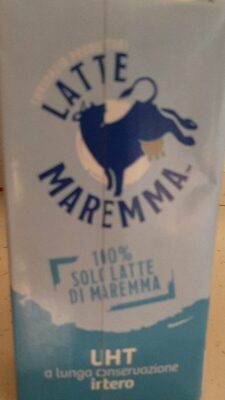 LATTE
MAREMMA
100%
SOLO LATTE
DI MAREMMA
UHT
a lunga conservazione
intero